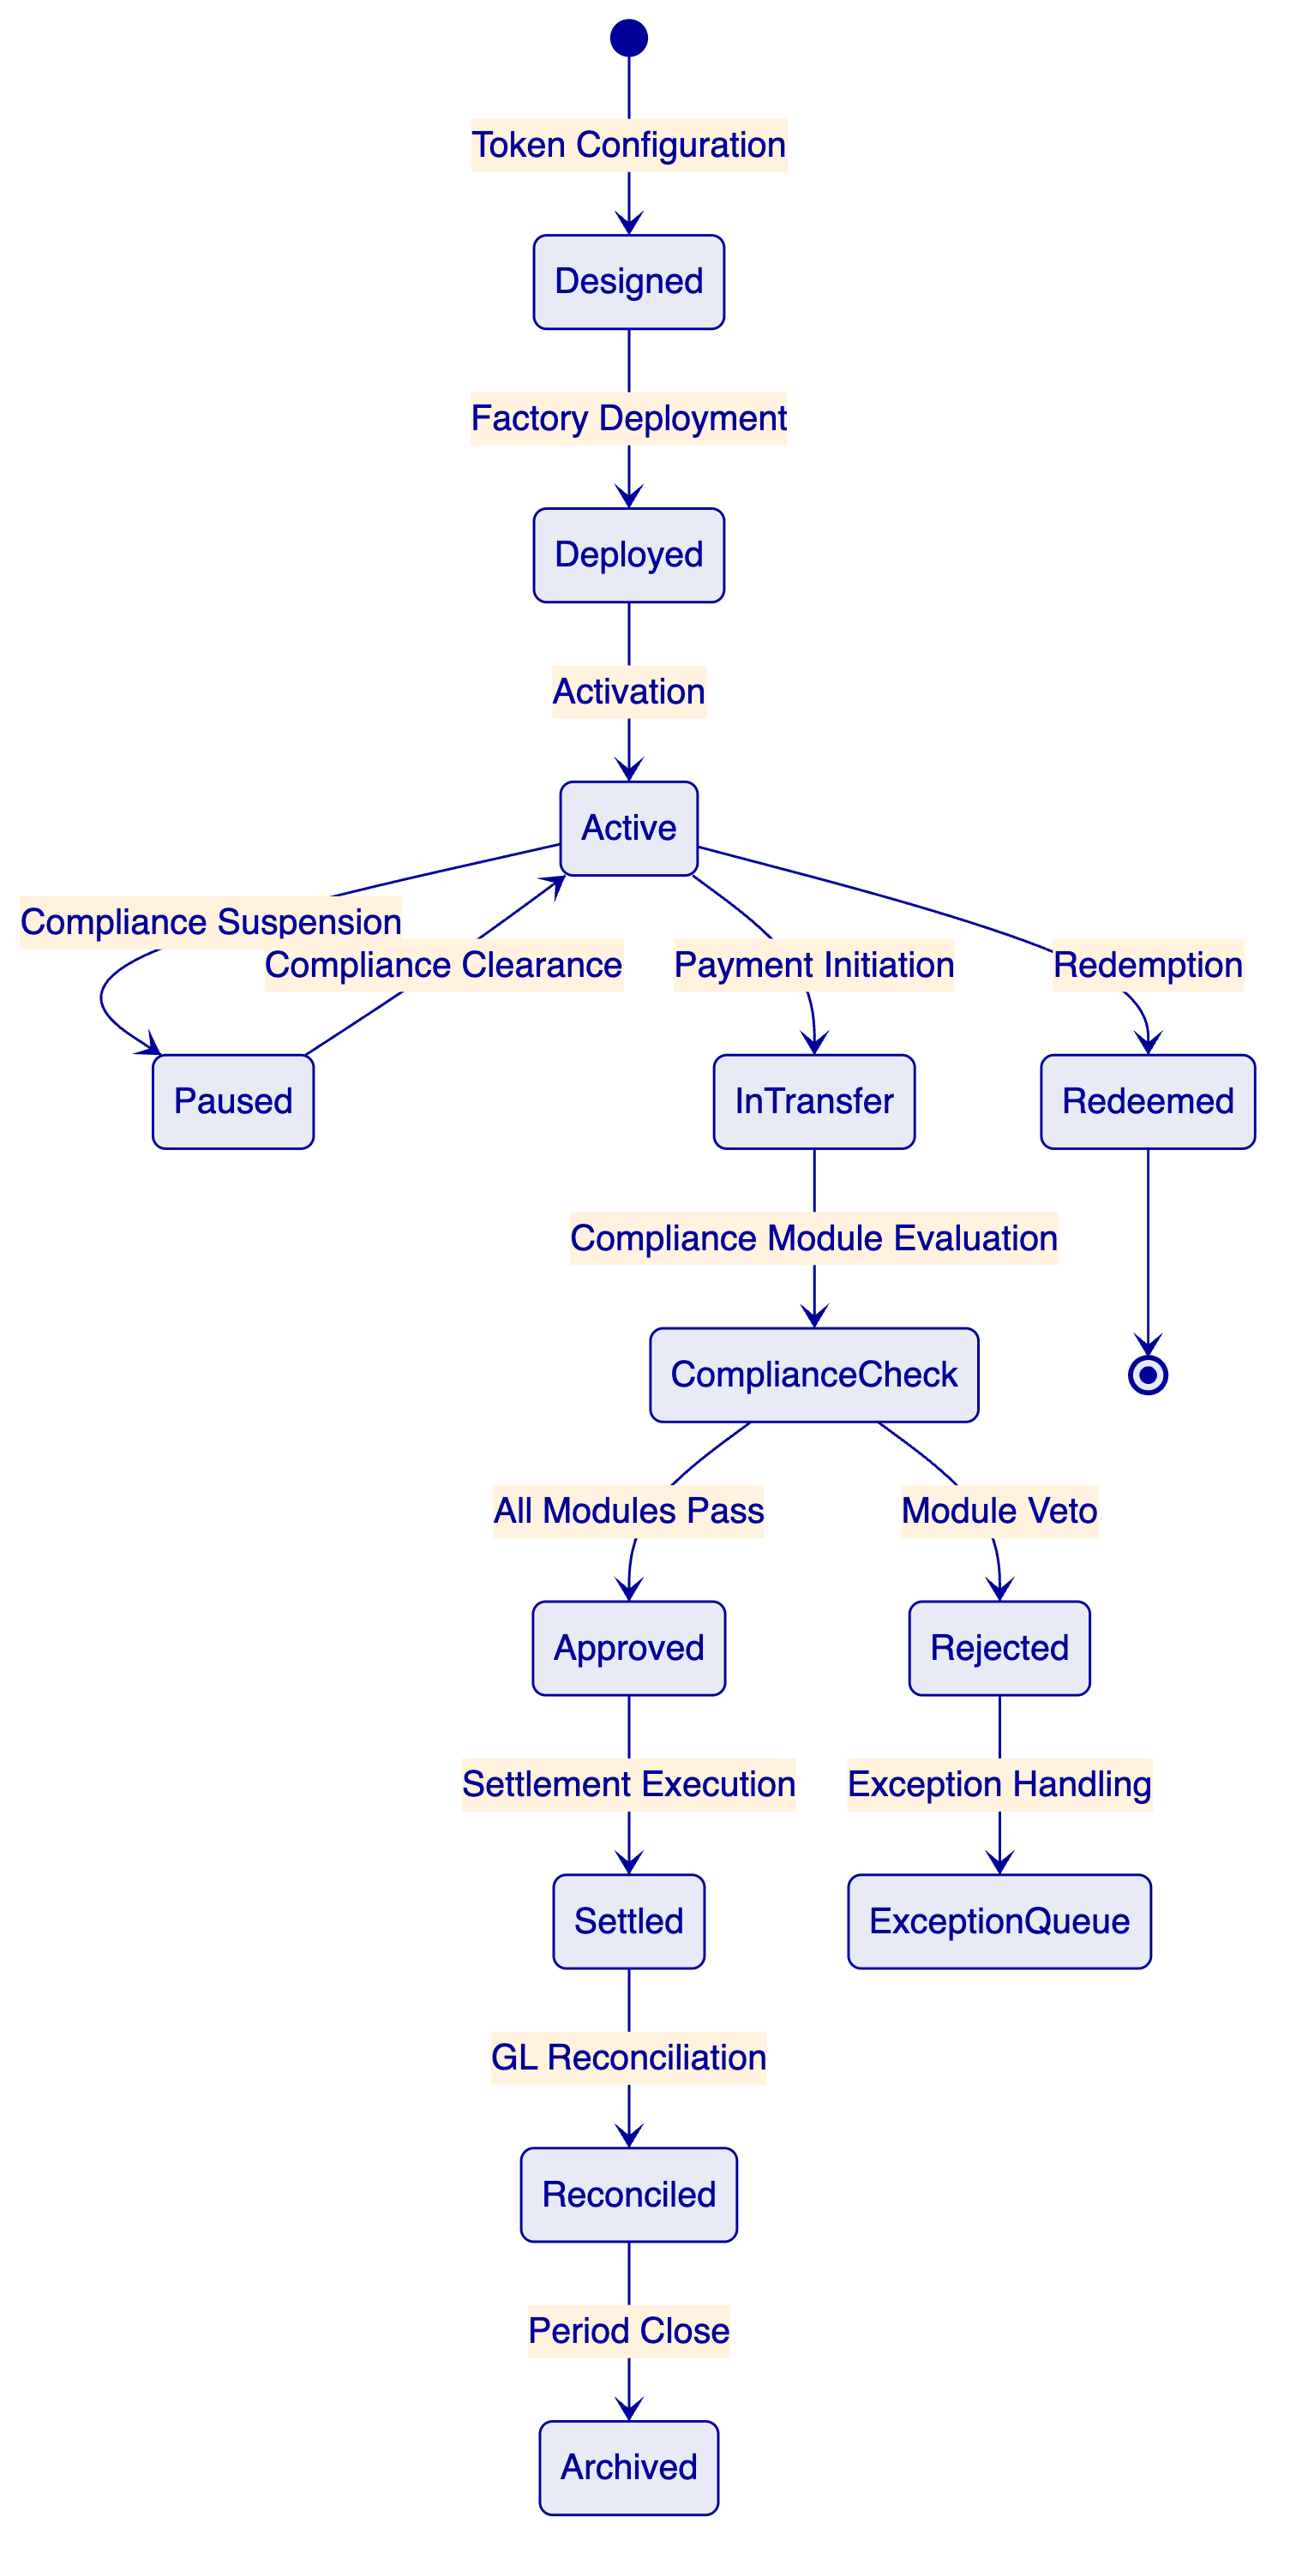 Token Configuration
Designed
Factory Deployment
Deployed
Activation
Active
Compliance Suspension
Compliance Clearance
Payment Initiation
Redemption
Paused
InTransfer
Redeemed
Compliance Module Evaluation
ComplianceCheck
All Modules Pass
Module Veto
Approved
Rejected
Settlement Execution
Exception Handling
Settled
ExceptionQueue
GL Reconciliation
Reconciled
Period Close
Archived